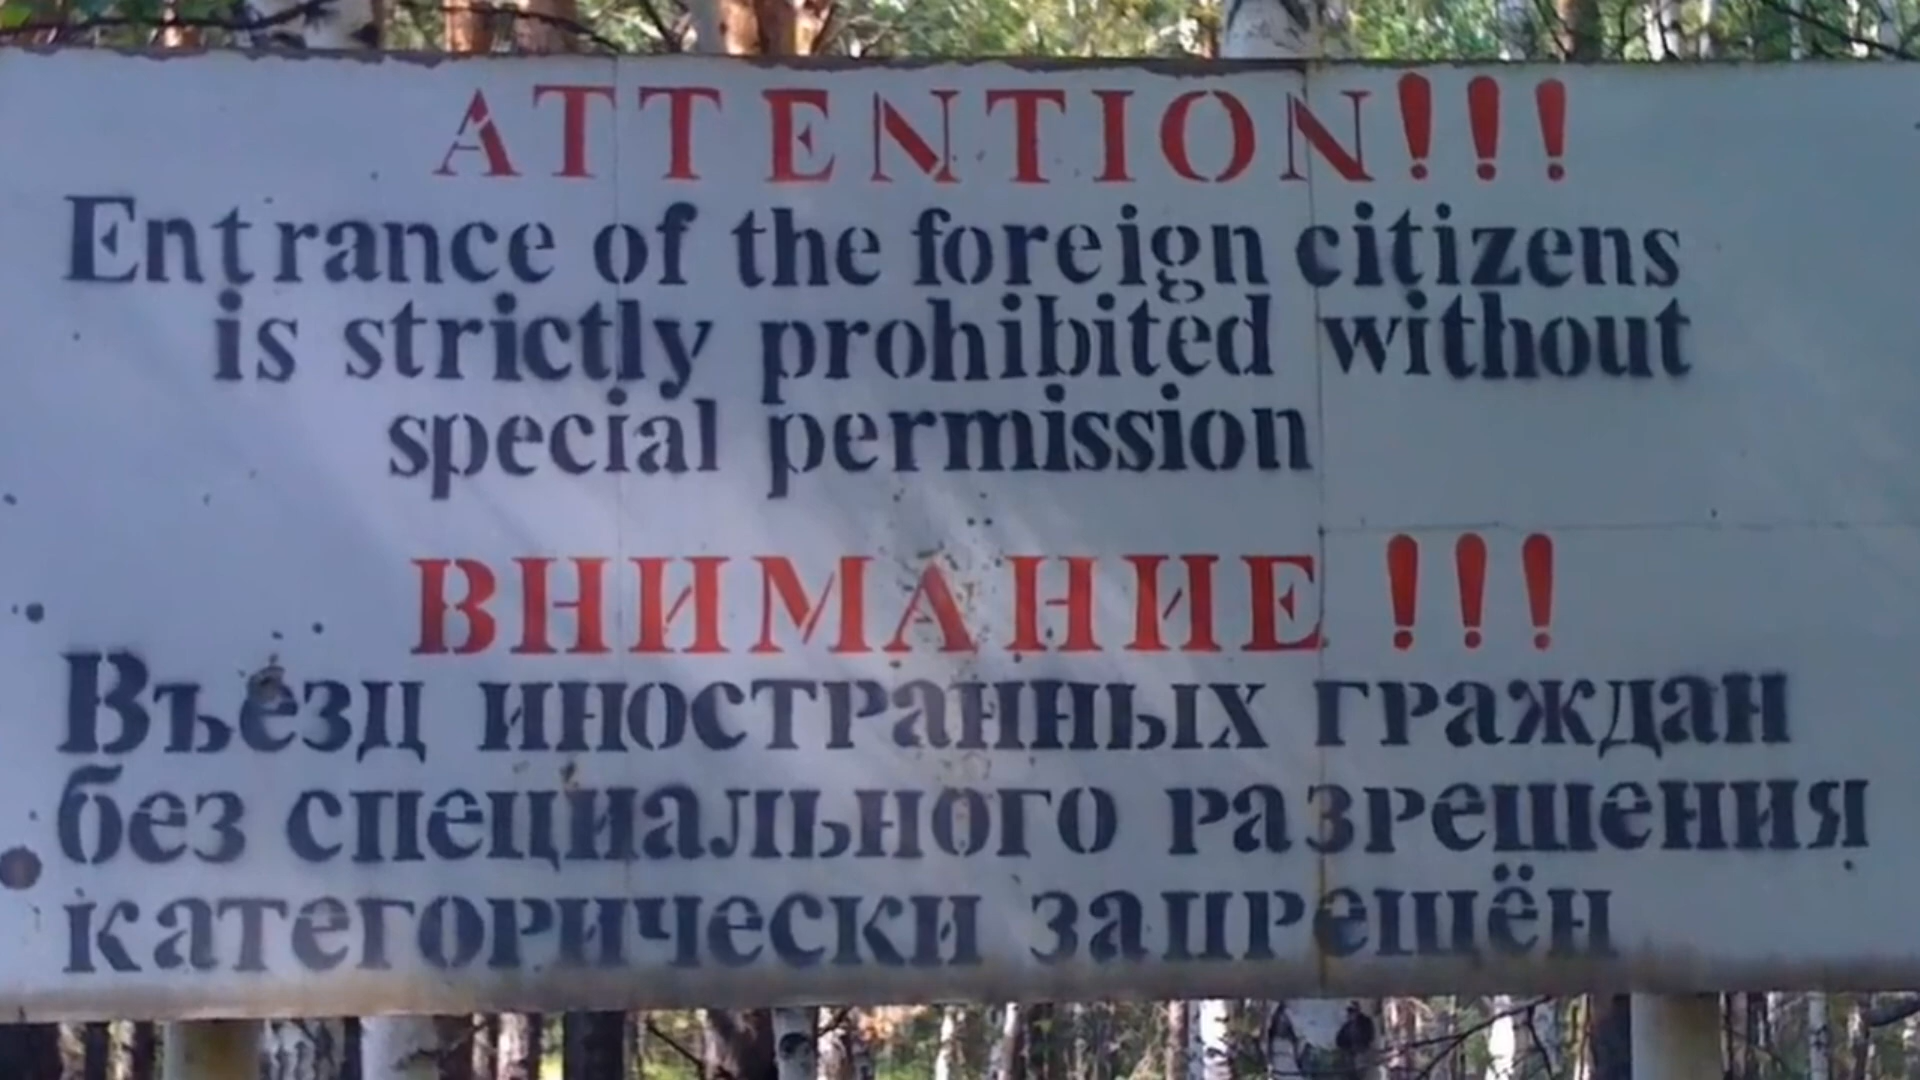 ATTENTION!!!
Entrance of the foreign citizens
is strictly prohibited without
special permission
ВНИМАНИЕ !!!
Въезд иностранных граждан
без специального разрешения
категорически запрещён